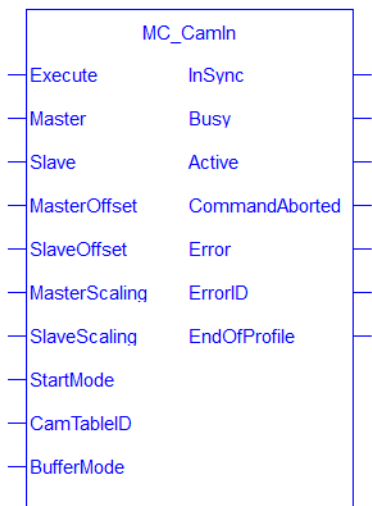 MC_CamIn
Execute InSync
Master Busy
Slave Active
MasterOffset CommandAborted
SlaveOffset Error
MasterScaling ErrorID
SlaveScaling EndOfProfile
StartMode
CamTableID
BufferMode